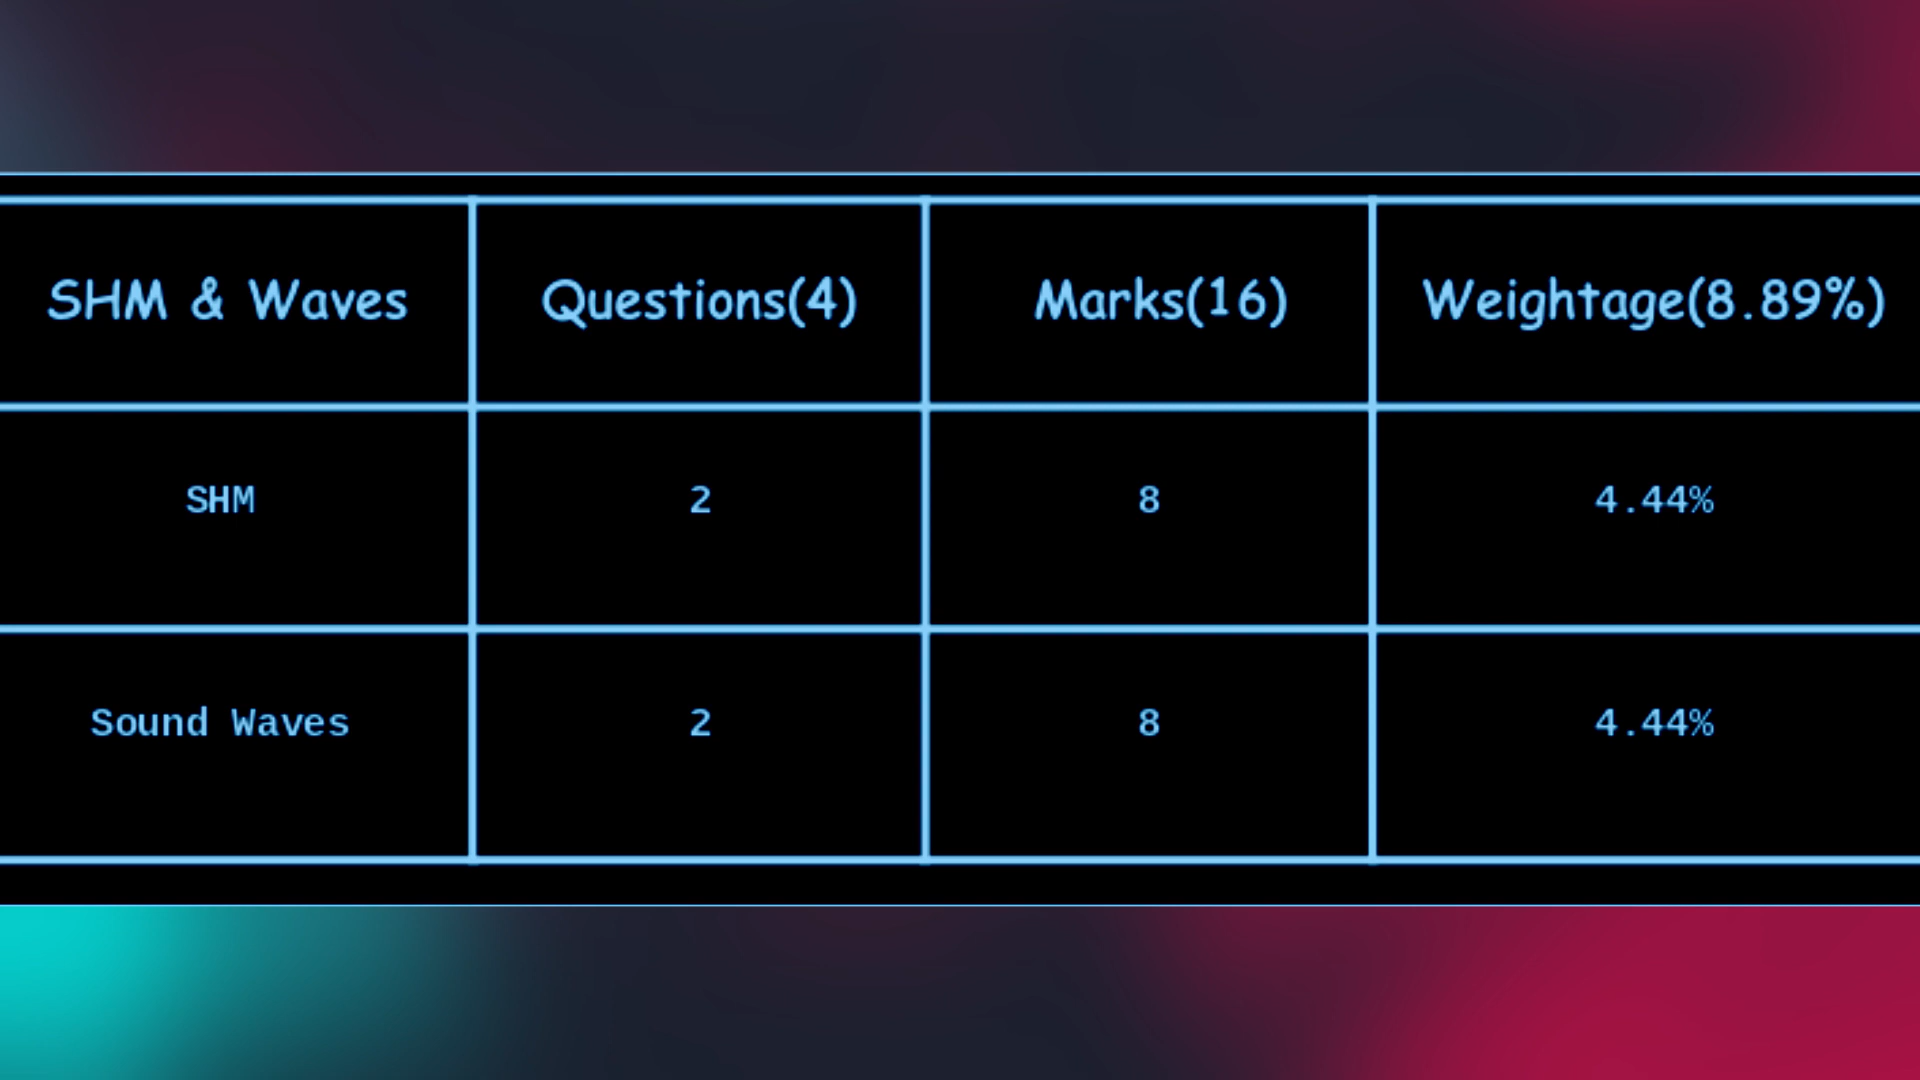 SHM & Waves Questions(4) Marks(16) Weightage(8.89%)
SHM 2 8 4.44%
Sound Waves 2 8 4.44%